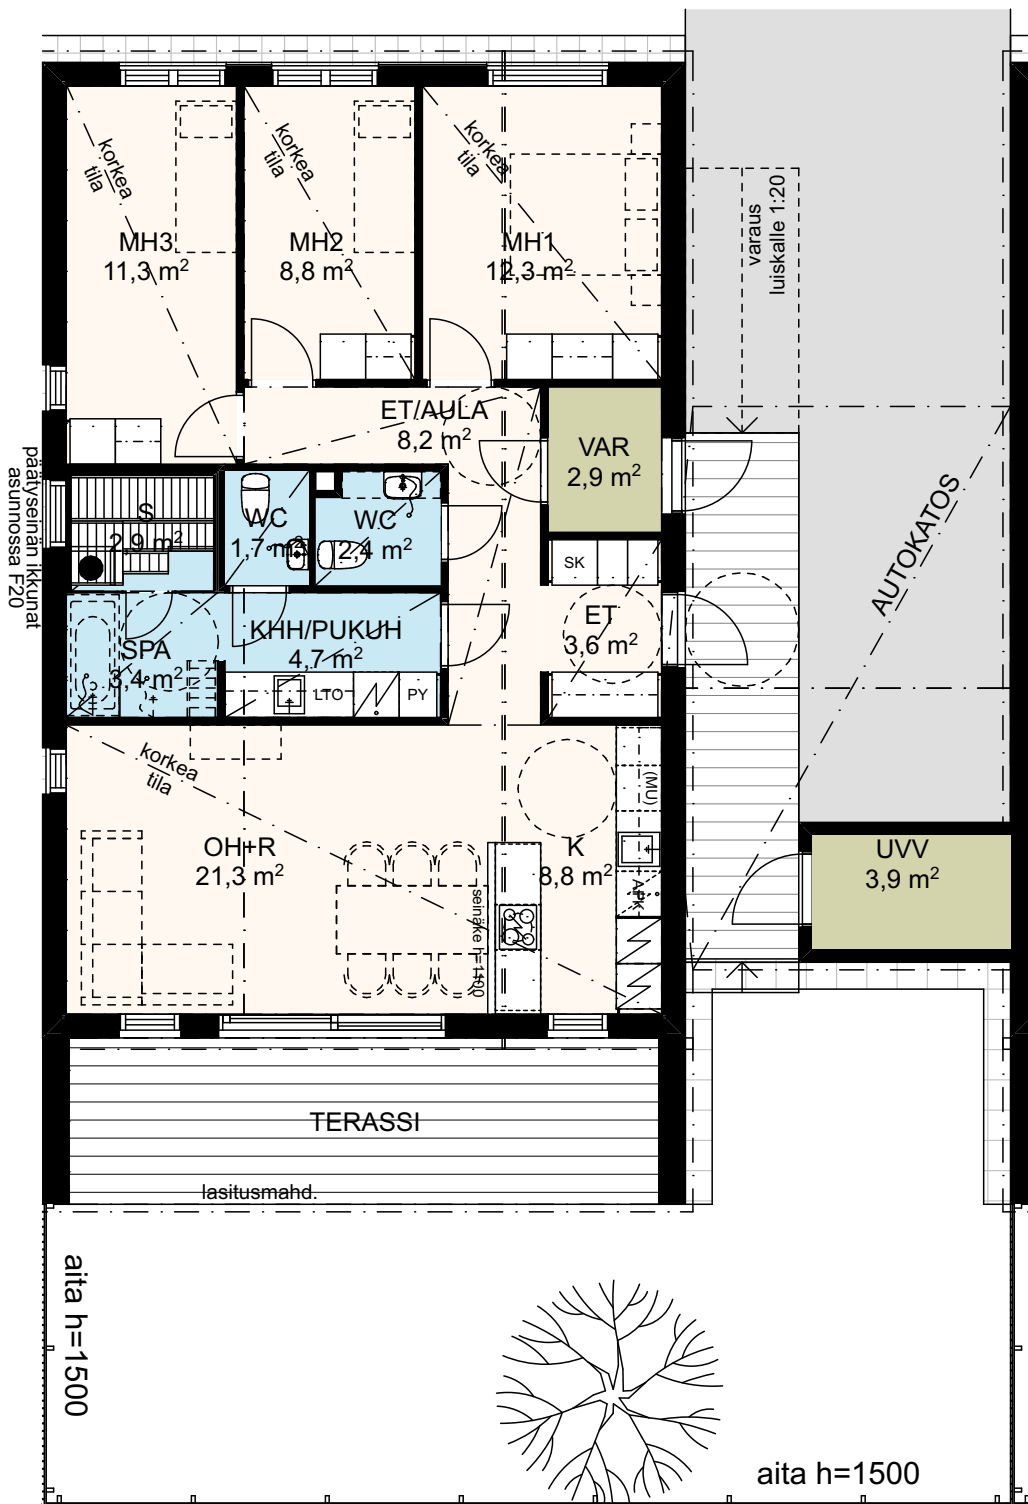 korkea
tila
korkea
tila
korkea
tila
MH3
11,3 m²
MH2
8,8 m²
MH1
12,3 m²
varaus
luiskalle 1:20
ET/AULA
8,2 m²
VAR
2,9 m²
AUTOKATOS
päätyseinän ikkunat
asunnossa F20
S
2,9 m²
WC
1,7 m²
WC
2,4 m²
SK
ET
3,6 m²
SPA
3,4 m²
KHH/PUKUH
4,7 m²
LTO
PY
korkea
tila
(MU)
OH+R
21,3 m²
K
8,8 m²
APK
seinäke h=1100
UVV
3,9 m²
TERASSI
lasitusmahd.
aita h=1500
aita h=1500